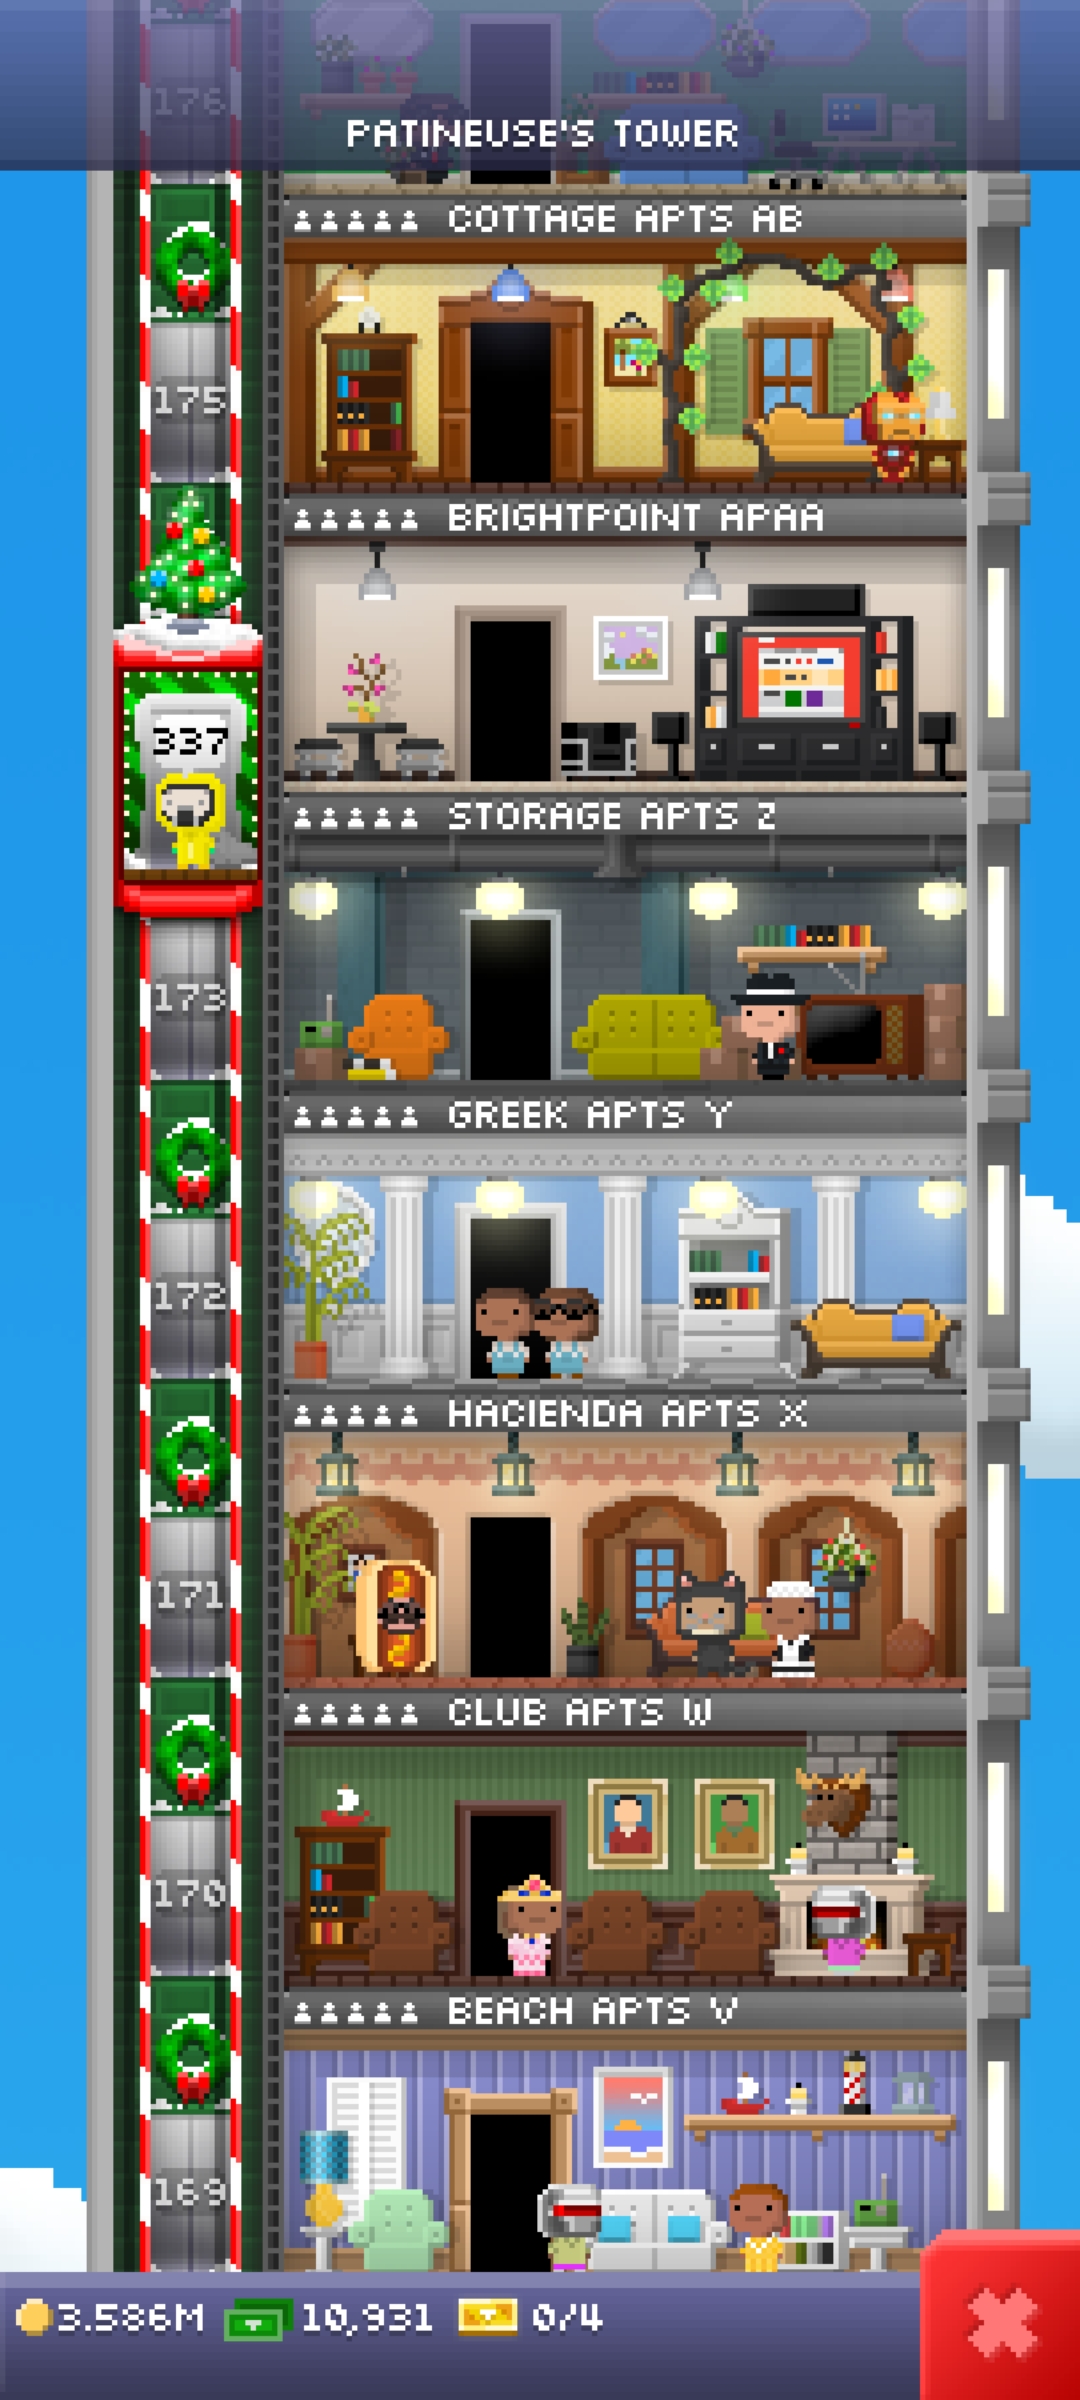 176
PATINEUSE'S TOWER
COTTAGE APTS AB
175
BRIGHTPOINT APAA
337
STORAGE APTS Z
173
GREEK APTS Y
172
HACIENDA APTS X
171
CLUB APTS W
170
BEACH APTS V
169
3.586M 10,931 0/4